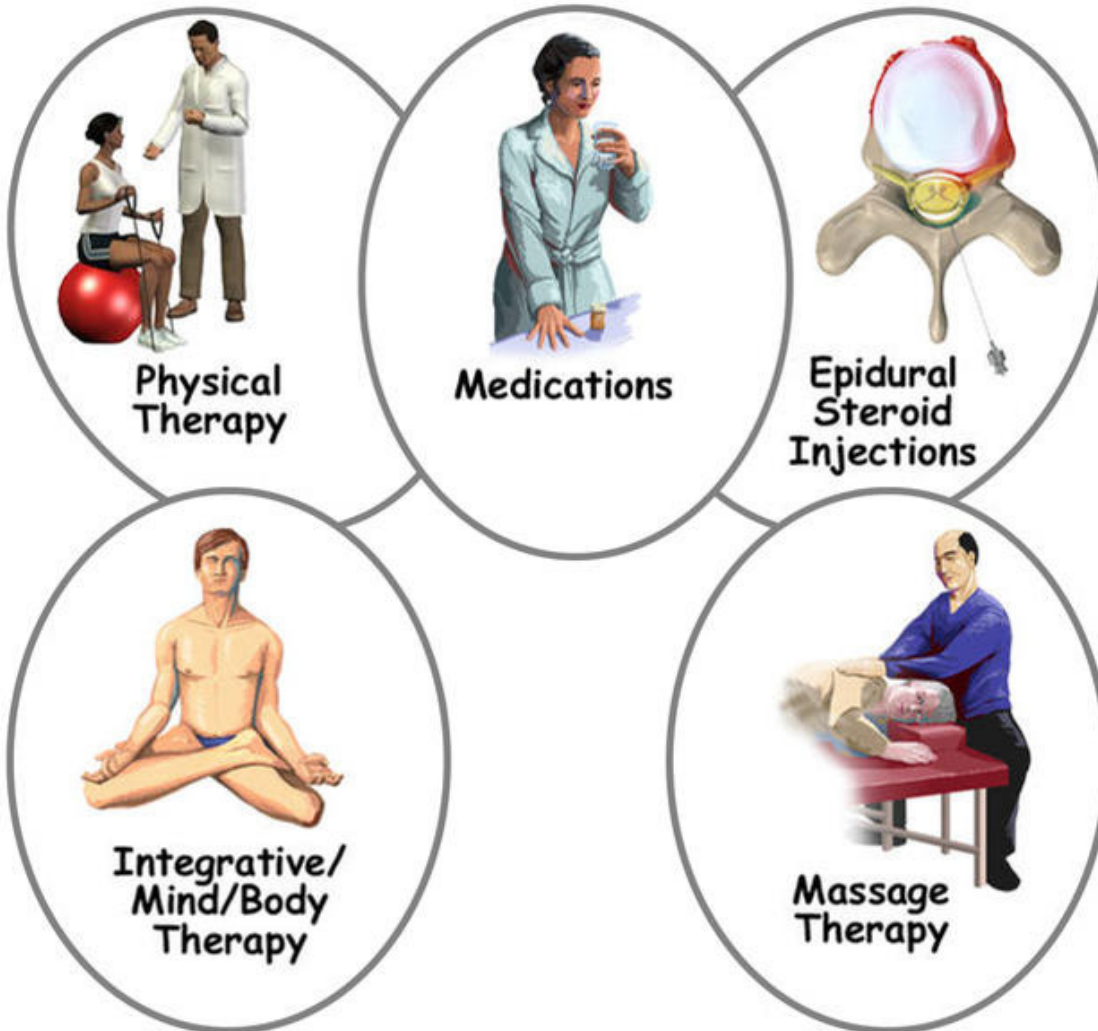 Physical
Therapy
Medications
Epidural
Steroid
Injections
Integrative/
Mind/Body
Therapy
Massage
Therapy